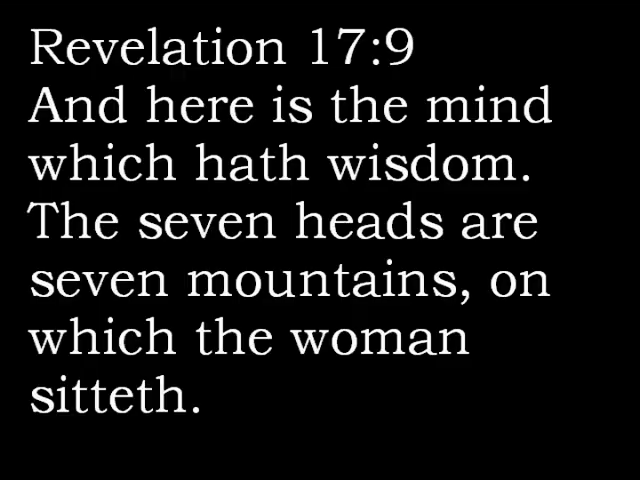 Revelation 17:9
And here is the mind
which hath wisdom.
The seven heads are
seven mountains, on
which the woman
sitteth.